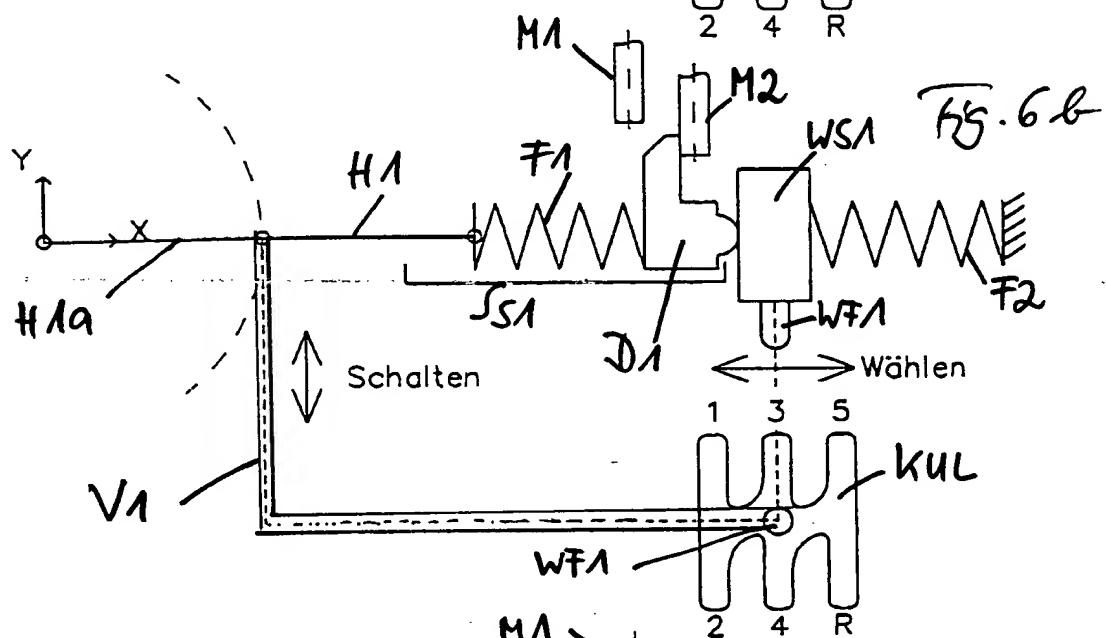 2 4 R
M1
M2
Fig. 6b
WS1
Y
H1
F1
X
H1a
S1
D1
WF1
F2
Schalten
Wählen
1 3 5
V1
KUL
WF1
2 4 R
M1